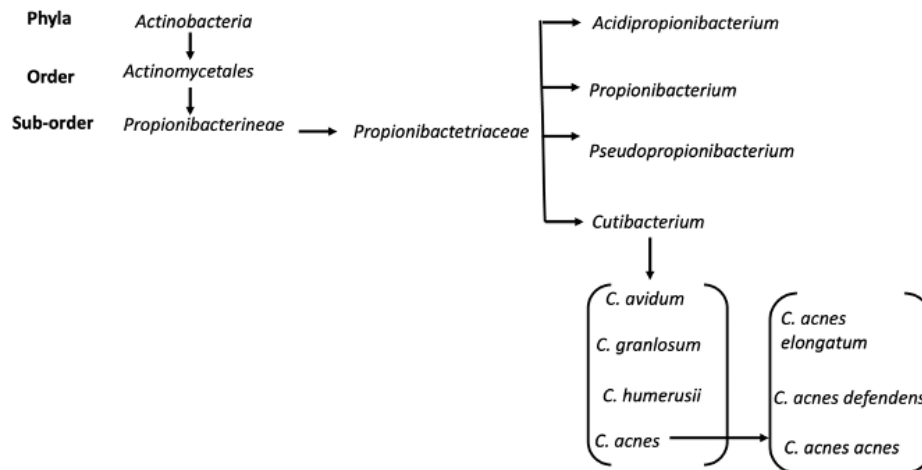 Phyla
Actinobacteria
Acidipropionibacterium
Order
Actinomycetales
Propionibacterium
Sub-order
Propionibacterineae
Propionibactetriaceae
Pseudopropionibacterium
Cutibacterium
C. avidum
C. granlosum
C. humerusii
C. acnes
C. acnes
elongatum
C. acnes defendens
C. acnes acnes